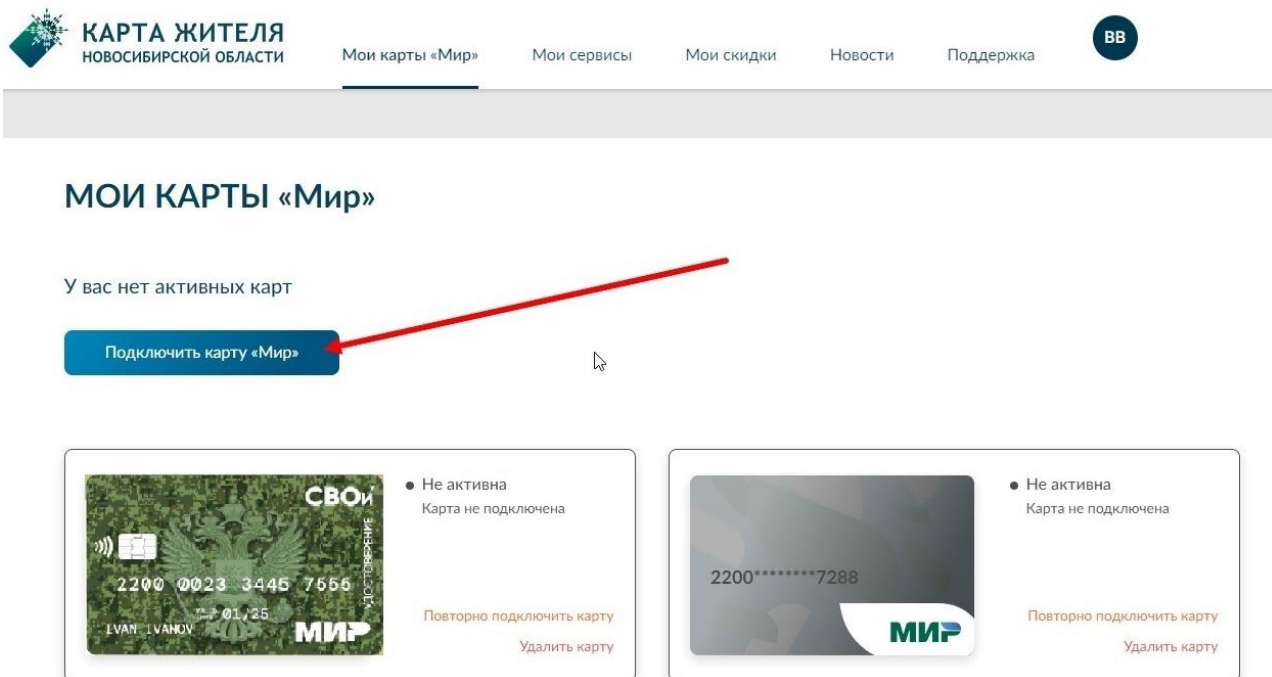 КАРТА ЖИТЕЛЯ
НОВОСИБИРСКОЙ ОБЛАСТИ
Мои карты «Мир»
Мои сервисы
Мои скидки
Новости
Поддержка
ВВ
МОИ КАРТЫ «Мир»
У вас нет активных карт
Подключить карту «Мир»
СВОи
УДОСТОВЕРЕНИЕ
2200 0023 3445 7556
01/25
IVAN IVANOV
МИР
Не активна
Карта не подключена
Повторно подключить карту
Удалить карту
2200********7288
МИР
Не активна
Карта не подключена
Повторно подключить карту
Удалить карту